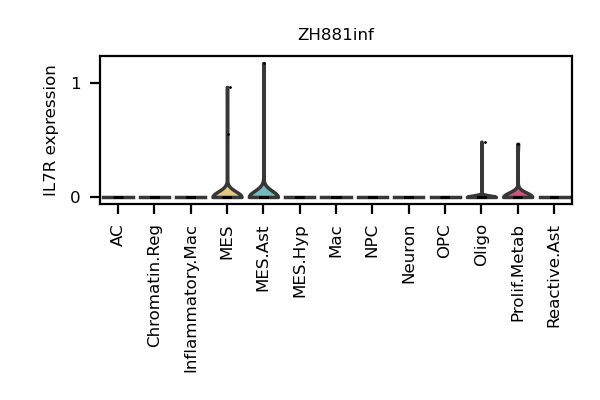 ZH881inf
IL7R expression
1
0
AC
Chromatin.Reg
Inflammatory.Mac
MES
MES.Ast
MES.Hyp
Mac
NPC
Neuron
OPC
Oligo
Prolif.Metab
Reactive.Ast